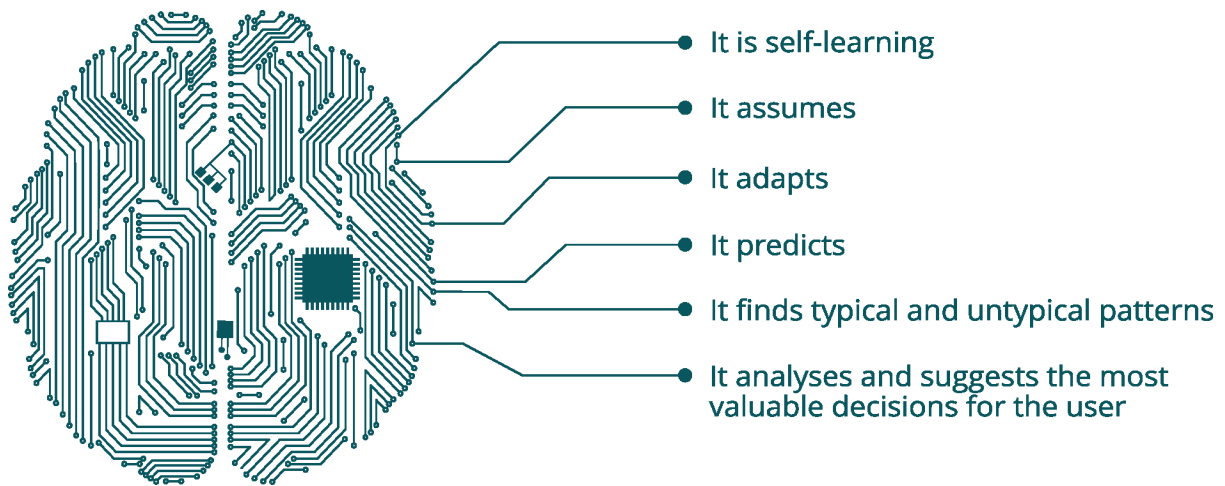 It is self-learning
It assumes
It adapts
It predicts
It finds typical and untypical patterns
It analyses and suggests the most
valuable decisions for the user